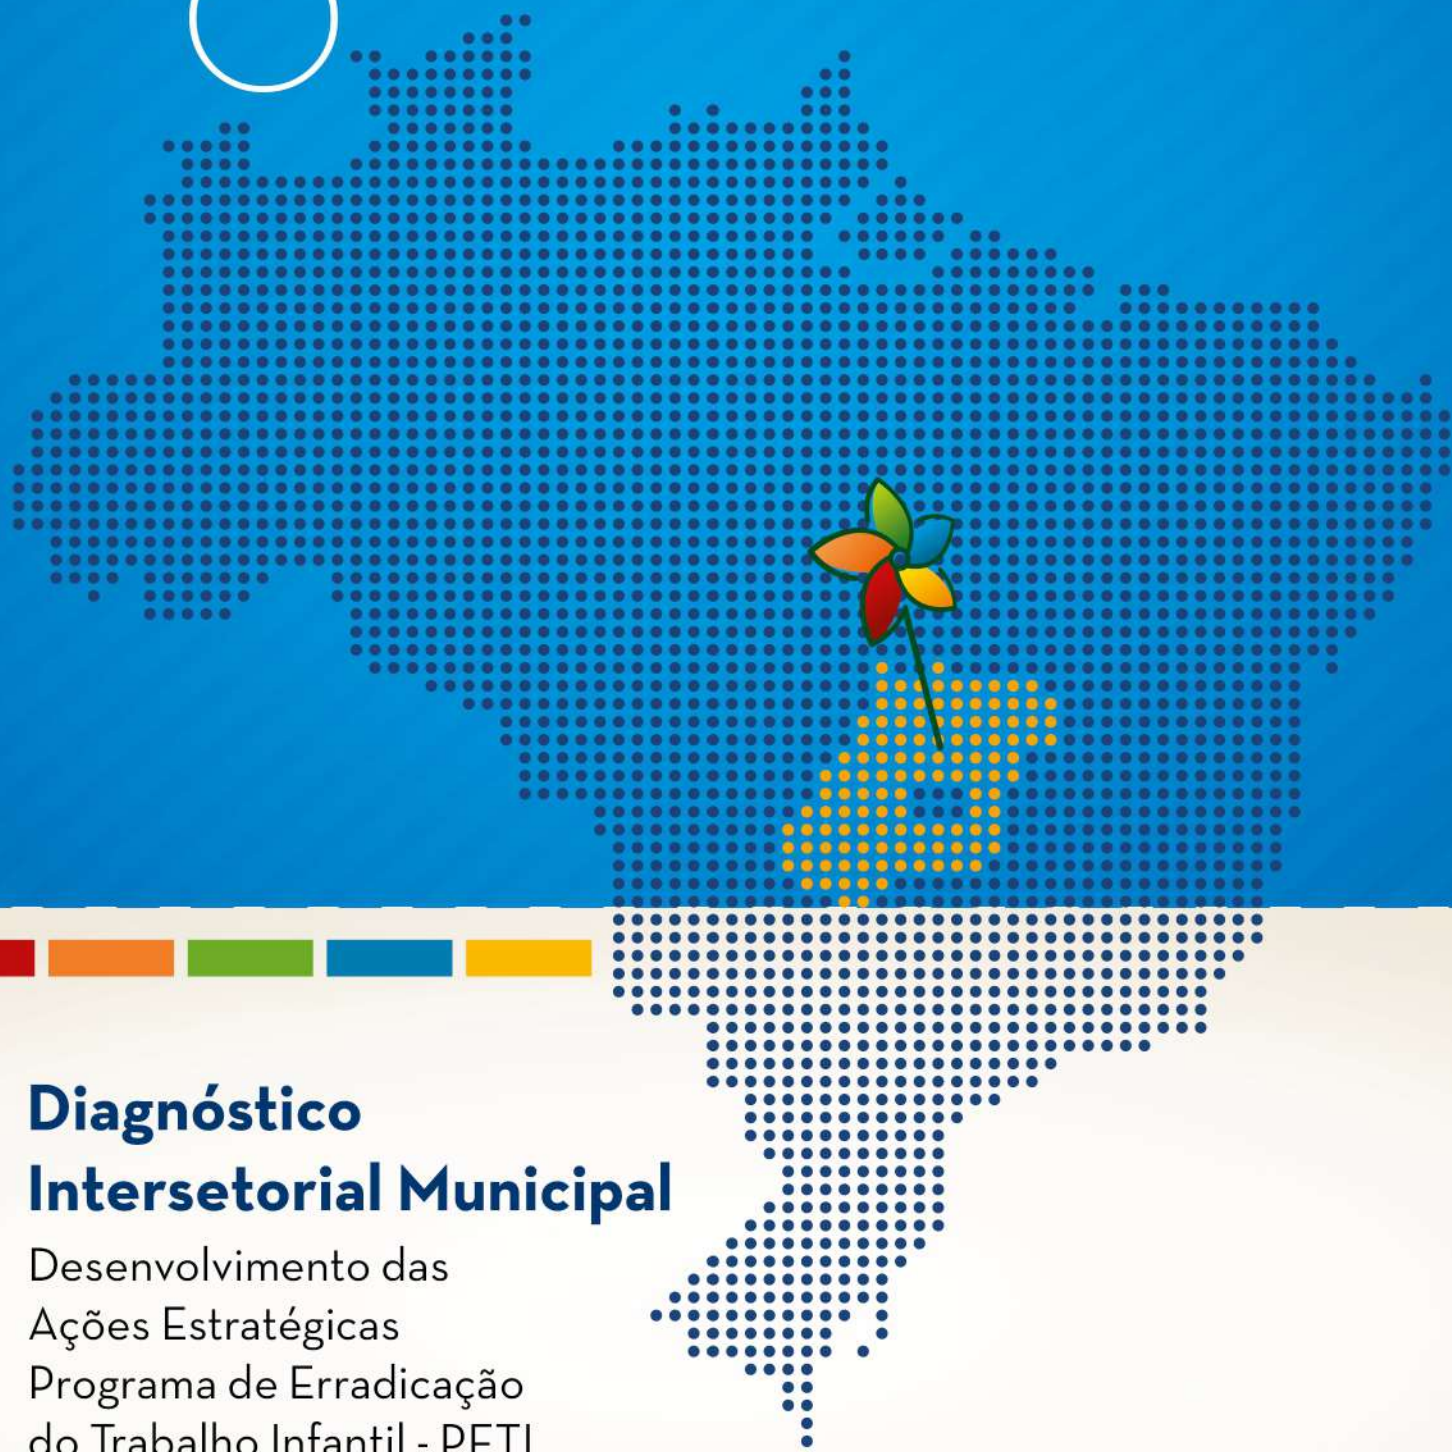 Diagnóstico
Intersetorial Municipal
Desenvolvimento das
Ações Estratégicas
Programa de Erradicação
do Trabalho Infantil - PETI